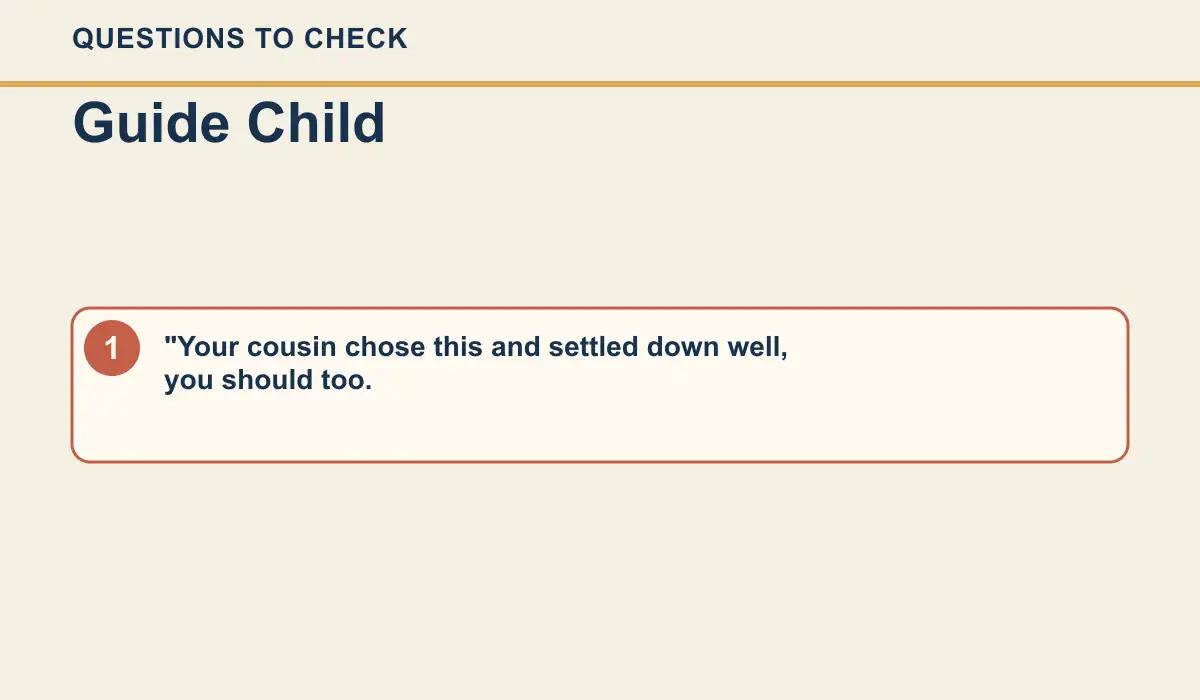 QUESTIONS TO CHECK
Guide Child
1
"Your cousin chose this and settled down well,
you should too.